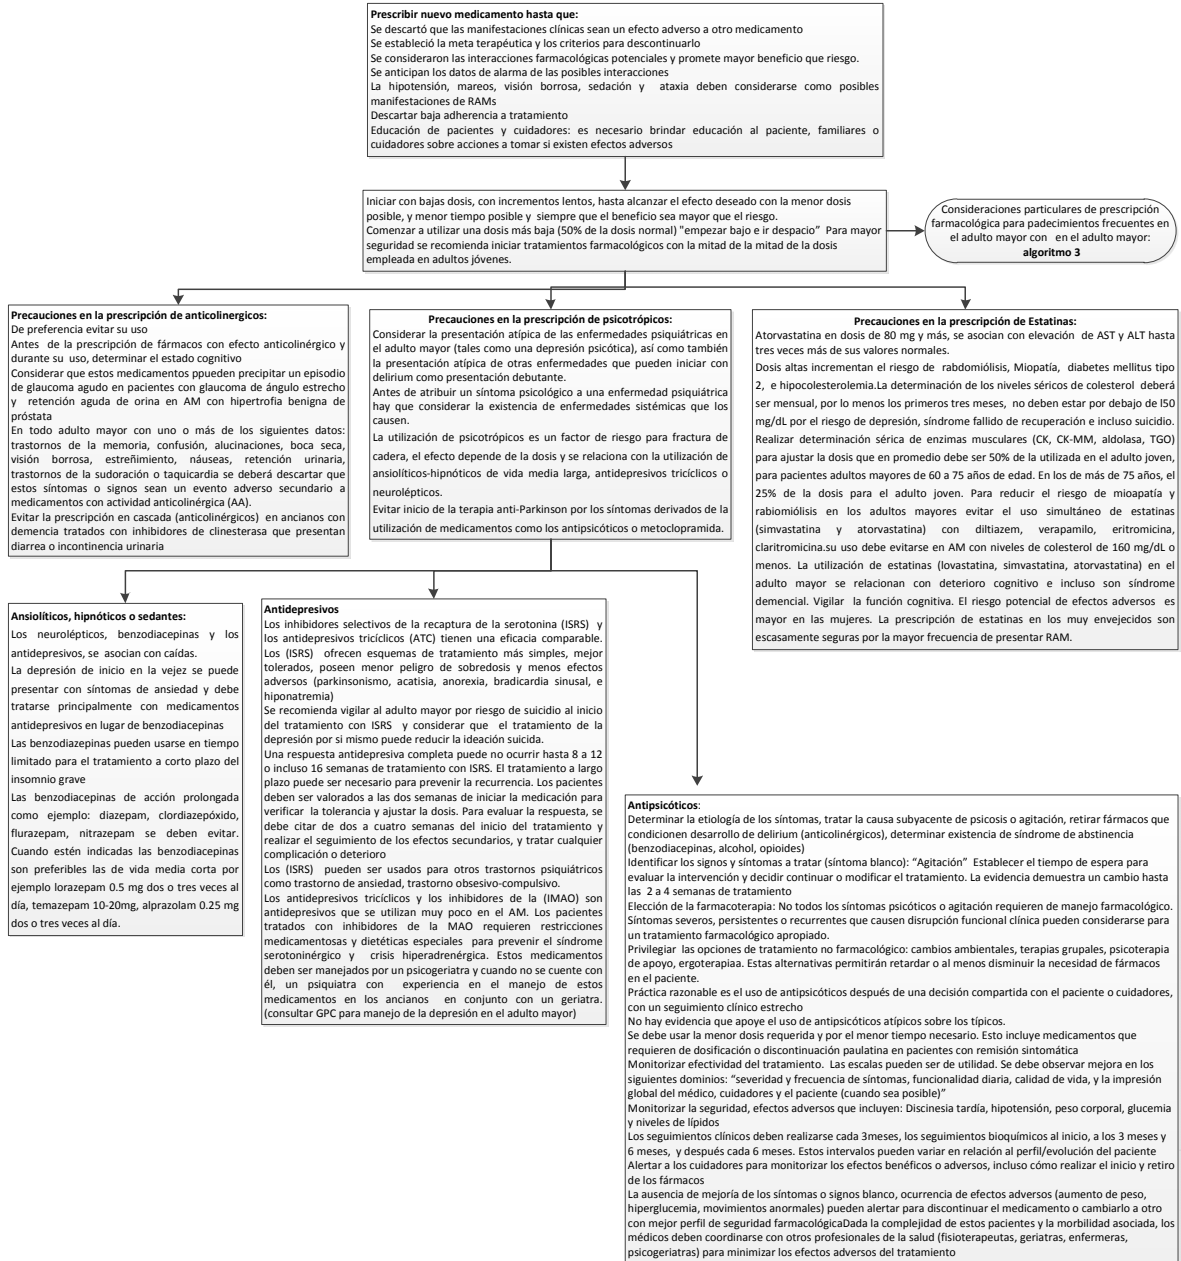 Prescribir nuevo medicamento hasta que:
Se descartó que las manifestaciones clínicas sean un efecto adverso a otro medicamento
Se estableció la meta terapéutica y los criterios para descontinuarlo
Se consideraron las interacciones farmacológicas potenciales y promete mayor beneficio que riesgo.
Se anticipan los datos de alarma de las posibles interacciones
La hipotensión, mareos, visión borrosa, sedación y ataxia deben considerarse como posibles
manifestaciones de RAMs
Descartar baja adherencia a tratamiento
Educación de pacientes y cuidadores: es necesario brindar educación al paciente, familiares o
cuidadores sobre acciones a tomar si existen efectos adversos
Iniciar con bajas dosis, con incrementos lentos, hasta alcanzar el efecto deseado con la menor dosis
posible, y menor tiempo posible y siempre que el beneficio sea mayor que el riesgo.
Comenzar a utilizar una dosis más baja (50% de la dosis normal) "empezar bajo e ir despacio" Para mayor
seguridad se recomienda iniciar tratamientos farmacológicos con la mitad de la mitad de la dosis
empleada en adultos jóvenes.
Consideraciones particulares de prescripción
farmacológica para padecimientos frecuentes en
el adulto mayor con en el adulto mayor:
algoritmo 3
Precauciones en la prescripción de anticolinergicos:
De preferencia evitar su uso
Antes de la prescripción de fármacos con efecto anticolinérgico y
durante su uso, determinar el estado cognitivo
Considerar que estos medicamentos ppueden precipitar un episodio
de glaucoma agudo en pacientes con glaucoma de ángulo estrecho
y retención aguda de orina en AM con hipertrofia benigna de
próstata
En todo adulto mayor con uno o más de los siguientes datos:
trastornos de la memoria, confusión, alucinaciones, boca seca,
visión borrosa, estreñimiento, náuseas, retención urinaria,
trastornos de la sudoración o taquicardia se deberá descartar que
estos síntomas o signos sean un evento adverso secundario a
medicamentos con actividad anticolinérgica (AA).
Evitar la prescripción en cascada (anticolinérgicos) en ancianos con
demencia tratados con inhibidores de clinesterasa que presentan
diarrea o incontinencia urinaria
Precauciones en la prescripción de psicotrópicos:
Considerar la presentación atípica de las enfermedades psiquiátricas en
el adulto mayor (tales como una depresión psicótica), así como también
la presentación atípica de otras enfermedades que pueden iniciar con
delirium como presentación debutante.
Antes de atribuir un síntoma psicológico a una enfermedad psiquiátrica
hay que considerar la existencia de enfermedades sistémicas que los
causen.
La utilización de psicotrópicos es un factor de riesgo para fractura de
cadera, el efecto depende de la dosis y se relaciona con la utilización de
ansiolíticos-hipnóticos de vida media larga, antidepresivos tricíclicos o
neurolépticos.
Evitar inicio de la terapia anti-Parkinson por los síntomas derivados de la
utilización de medicamentos como los antipsicóticos o metoclopramida.
Precauciones en la prescripción de Estatinas:
Atorvastatina en dosis de 80 mg y más, se asocian con elevación de AST y ALT hasta
tres veces más de sus valores normales.
Dosis altas incrementan el riesgo de rabdomiólisis, Miopatía, diabetes mellitus tipo
2, e hipocolesterolemia.La determinación de los niveles séricos de colesterol deberá
ser mensual, por lo menos los primeros tres meses, no deben estar por debajo de l50
mg/dL por el riesgo de depresión, síndrome fallido de recuperación e incluso suicidio.
Realizar determinación sérica de enzimas musculares (CK, CK-MM, aldolasa, TGO)
para ajustar la dosis que en promedio debe ser 50% de la utilizada en el adulto joven,
para pacientes adultos mayores de 60 a 75 años de edad. En los de más de 75 años, el
25% de la dosis para el adulto joven. Para reducir el riesgo de mioapatía y
rabiomiólisis en los adultos mayores evitar el uso simultáneo de estatinas
(simvastatina y atorvastatina) con diltiazem, verapamilo, eritromicina,
claritromicina.su uso debe evitarse en AM con niveles de colesterol de 160 mg/dL o
menos. La utilización de estatinas (lovastatina, simvastatina, atorvastatina) en el
adulto mayor se relacionan con deterioro cognitivo e incluso son síndrome
demencial. Vigilar la función cognitiva. El riesgo potencial de efectos adversos es
mayor en las mujeres. La prescripción de estatinas en los muy envejecidos son
escasamente seguras por la mayor frecuencia de presentar RAM.
Ansiolíticos, hipnóticos o sedantes:
Los neurolépticos, benzodiacepinas y los
antidepresivos, se asocian con caídas.
La depresión de inicio en la vejez se puede
presentar con síntomas de ansiedad y debe
tratarse principalmente con medicamentos
antidepresivos en lugar de benzodiacepinas
Las benzodiazepinas pueden usarse en tiempo
limitado para el tratamiento a corto plazo del
insomnio grave
Las benzodiacepinas de acción prolongada
como ejemplo: diazepam, clordiazepóxido,
flurazepam, nitrazepam se deben evitar.
Cuando estén indicadas las benzodiacepinas
son preferibles las de vida media corta por
ejemplo lorazepam 0.5 mg dos o tres veces al
día, temazepam 10-20mg, alprazolam 0.25 mg
dos o tres veces al día.
Antidepresivos
Los inhibidores selectivos de la recaptura de la serotonina (ISRS) y
los antidepresivos tricíclicos (ATC) tienen una eficacia comparable.
Los (ISRS) ofrecen esquemas de tratamiento más simples, mejor
tolerados, poseen menor peligro de sobredosis y menos efectos
adversos (parkinsonismo, acatisia, anorexia, bradicardia sinusal, e
hiponatremia)
Se recomienda vigilar al adulto mayor por riesgo de suicidio al inicio
del tratamiento con ISRS y considerar que el tratamiento de la
depresión por si mismo puede reducir la ideación suicida.
Una respuesta antidepresiva completa puede no ocurrir hasta 8 a 12
o incluso 16 semanas de tratamiento con ISRS. El tratamiento a largo
plazo puede ser necesario para prevenir la recurrencia. Los pacientes
deben ser valorados a las dos semanas de iniciar la medicación para
verificar la tolerancia y ajustar la dosis. Para evaluar la respuesta, se
debe citar de dos a cuatro semanas del inicio del tratamiento y
realizar el seguimiento de los efectos secundarios, y tratar cualquier
complicación o deterioro
Los (ISRS) pueden ser usados para otros trastornos psiquiátricos
como trastorno de ansiedad, trastorno obsesivo-compulsivo.
Los antidepresivos tricíclicos y los inhibidores de la (IMAO) son
antidepresivos que se utilizan muy poco en el AM. Los pacientes
tratados con inhibidores de la MAO requieren restricciones
medicamentosas y dietéticas especiales para prevenir el síndrome
serotoninérgico y crisis hiperadrenérgica. Estos medicamentos
deben ser manejados por un psicogeriatra y cuando no se cuente con
él, un psiquiatra con experiencia en el manejo de estos
medicamentos en los ancianos en conjunto con un geriatra.
(consultar GPC para manejo de la depresión en el adulto mayor)
Antipsicóticos:
Determinar la etiología de los síntomas, tratar la causa subyacente de psicosis o agitación, retirar fármacos que
condicionen desarrollo de delirium (anticolinérgicos), determinar existencia de síndrome de abstinencia
(benzodiacepinas, alcohol, opioides)
Identificar los signos y síntomas a tratar (síntoma blanco): “Agitación” Establecer el tiempo de espera para
evaluar la intervención y decidir continuar o modificar el tratamiento. La evidencia demuestra un cambio hasta
las 2 a 4 semanas de tratamiento
Elección de la farmacoterapia: No todos los síntomas psicóticos o agitación requieren de manejo farmacológico.
Síntomas severos, persistentes o recurrentes que causen disrupción funcional clínica pueden considerarse para
un tratamiento farmacológico apropiado.
Privilegiar las opciones de tratamiento no farmacológico: cambios ambientales, terapias grupales, psicoterapia
de apoyo, ergoterapiaa. Estas alternativas permitirán retardar o al menos disminuir la necesidad de fármacos
en el paciente.
Práctica razonable es el uso de antipsicóticos después de una decisión compartida con el paciente o cuidadores,
con un seguimiento clínico estrecho
No hay evidencia que apoye el uso de antipsicóticos atípicos sobre los típicos.
Se debe usar la menor dosis requerida y por el menor tiempo necesario. Esto incluye medicamentos que
requieren de dosificación o discontinuación paulatina en pacientes con remisión sintomática
Monitorizar efectividad del tratamiento. Las escalas pueden ser de utilidad. Se debe observar mejora en los
siguientes dominios: “severidad y frecuencia de síntomas, funcionalidad diaria, calidad de vida, y la impresión
global del médico, cuidadores y el paciente (cuando sea posible)”
Monitorizar la seguridad, efectos adversos que incluyen: Discinesia tardía, hipotensión, peso corporal, glucemia
y niveles de lípidos
Los seguimientos clínicos deben realizarse cada 3meses, los seguimientos bioquímicos al inicio, a los 3 meses y
6 meses, y después cada 6 meses. Estos intervalos pueden variar en relación al perfil/evolución del paciente
Alertar a los cuidadores para monitorizar los efectos benéficos o adversos, incluso cómo realizar el inicio y retiro
de los fármacos
La ausencia de mejoría de los síntomas o signos blanco, ocurrencia de efectos adversos (aumento de peso,
hiperglucemia, movimientos anormales) pueden alertar para discontinuar el medicamento o cambiarlo a otro
con mejor perfil de seguridad farmacológicaDada la complejidad de estos pacientes y la morbilidad asociada, los
médicos deben coordinarse con otros profesionales de la salud (fisioterapeutas, geriatras, enfermeras,
psicogeriatras) para minimizar los efectos adversos del tratamiento